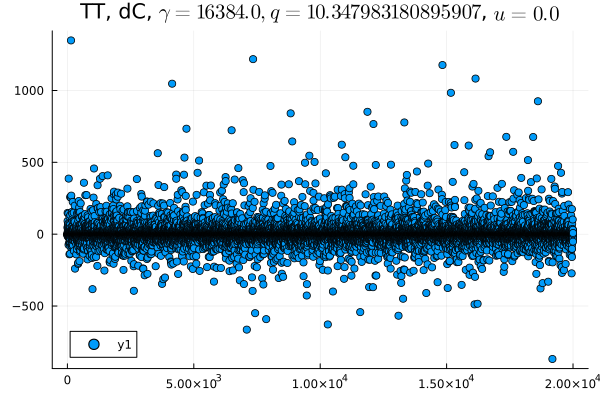 TT, dC, γ = 16384.0, q = 10.347983180895907, u = 0.0
1000
500
0
−500
y1
0 5.00×10³ 1.00×10⁴ 1.50×10⁴ 2.00×10⁴